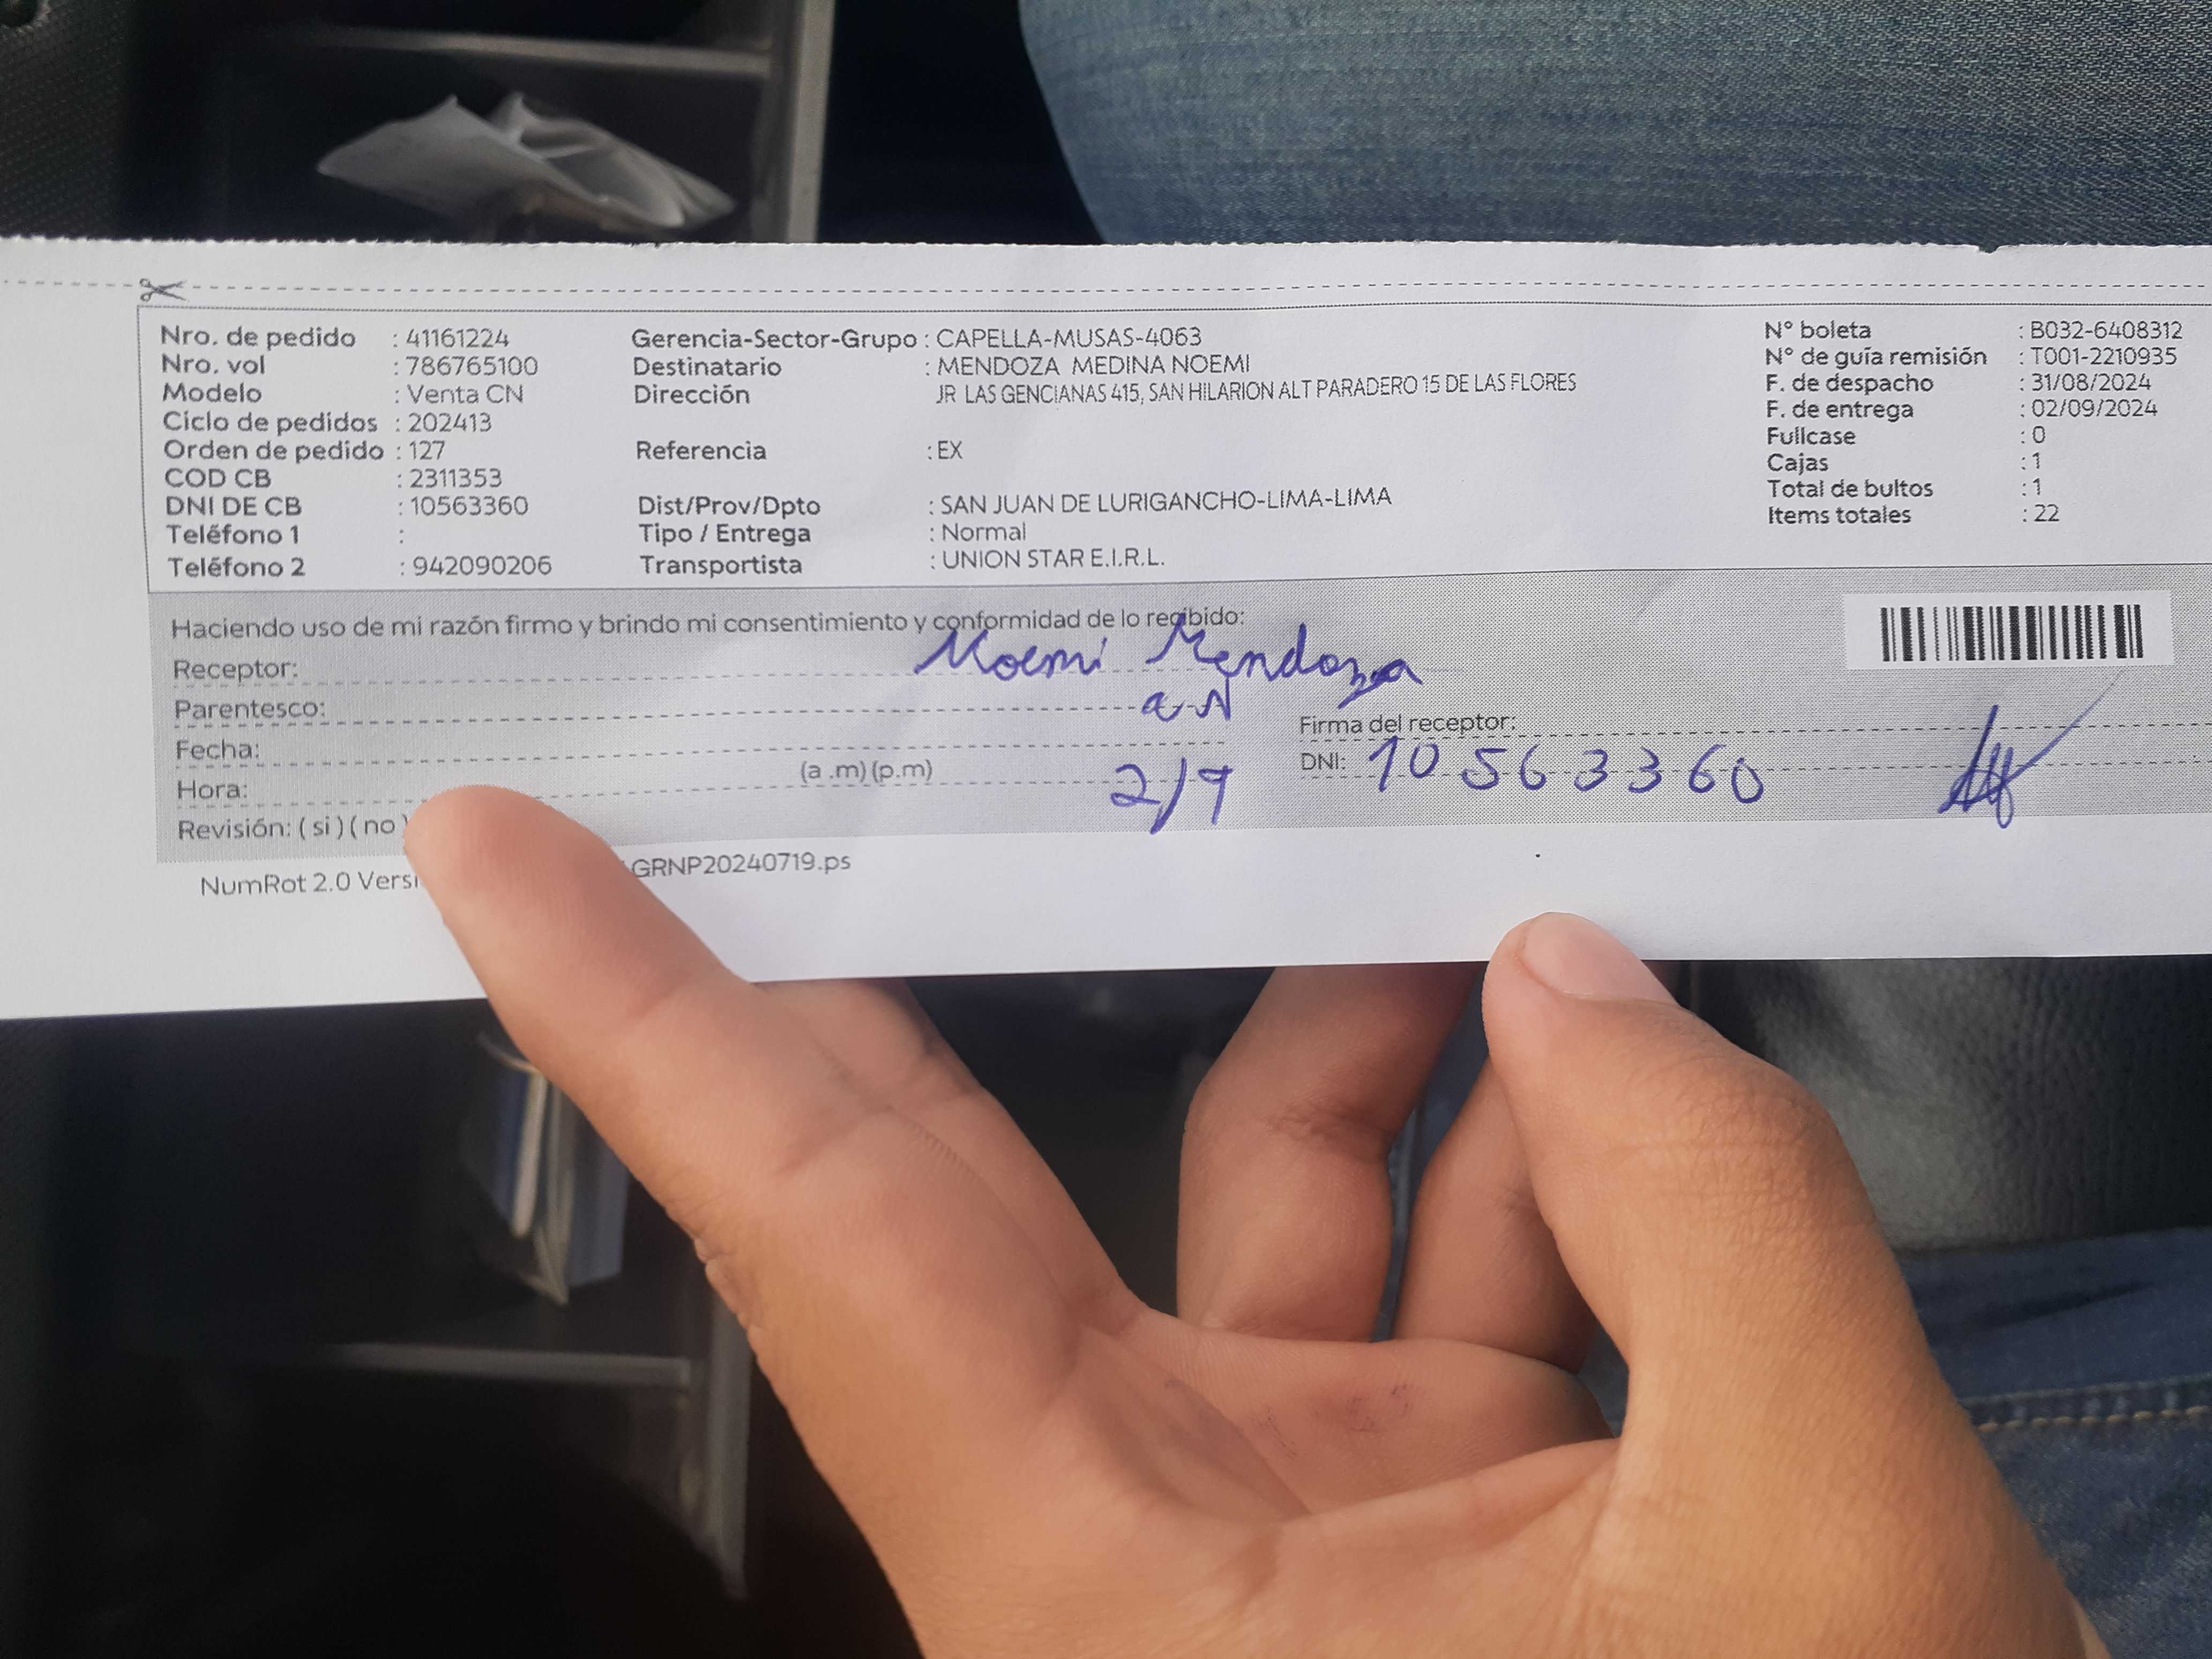 Nro. de pedido : 41161224 Gerencia-Sector-Grupo : CAPELLA-MUSAS-4063 N° boleta : B032-6408312
Nro. vol : 786765100 Destinatario : MENDOZA MEDINA NOEMI N° de guía remisión : T001-2210935
Modelo : Venta CN Dirección JR LAS GENCIANAS 415, SAN HILARION ALT PARADERO 15 DE LAS FLORES F. de despacho : 31/08/2024
Ciclo de pedidos : 202413 F. de entrega : 02/09/2024
Orden de pedido : 127 Referencia : EX Fullcase : 0
COD CB : 2311353 Cajas : 1
DNI DE CB : 10563360 Dist/Prov/Dpto : SAN JUAN DE LURIGANCHO-LIMA-LIMA Total de bultos : 1
Teléfono 1 : Tipo / Entrega : Normal Items totales : 22
Teléfono 2 : 942090206 Transportista : UNION STAR E.I.R.L.
Haciendo uso de mi razón firmo y brindo mi consentimiento y conformidad de lo recibido:
Receptor: Noemi Mendoza
Parentesco:
Firma del receptor:
Fecha:
DNI: 10563360
Hora: (a .m) (p.m) 2/9
Revisión: ( si ) ( no )
NumRot 2.0 GRNP20240719.ps